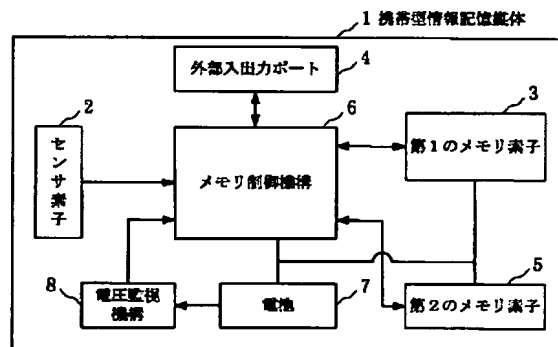 1 携帯型情報記憶媒体
外部入出力ポート
4
2
センサ素子
6
メモリ制御機構
3
第1のメモリ素子
8
電圧監視
機構
電池
7
5
第2のメモリ素子